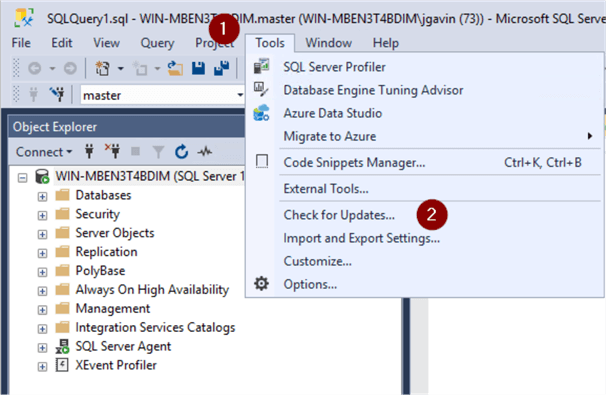 SQLQuery1.sql - WIN-MBEN3T4BDIM.master (WIN-MBEN3T4BDIM\jgavin (73)) - Microsoft SQL Serve
1
File Edit View Query Project Tools Window Help
master
SQL Server Profiler
Database Engine Tuning Advisor
Azure Data Studio
Migrate to Azure
Code Snippets Manager... Ctrl+K, Ctrl+B
External Tools...
Check for Updates... 2
Import and Export Settings...
Customize...
Options...
Object Explorer
Connect
WIN-MBEN3T4BDIM (SQL Server 1
Databases
Security
Server Objects
Replication
PolyBase
Always On High Availability
Management
Integration Services Catalogs
SQL Server Agent
XEvent Profiler